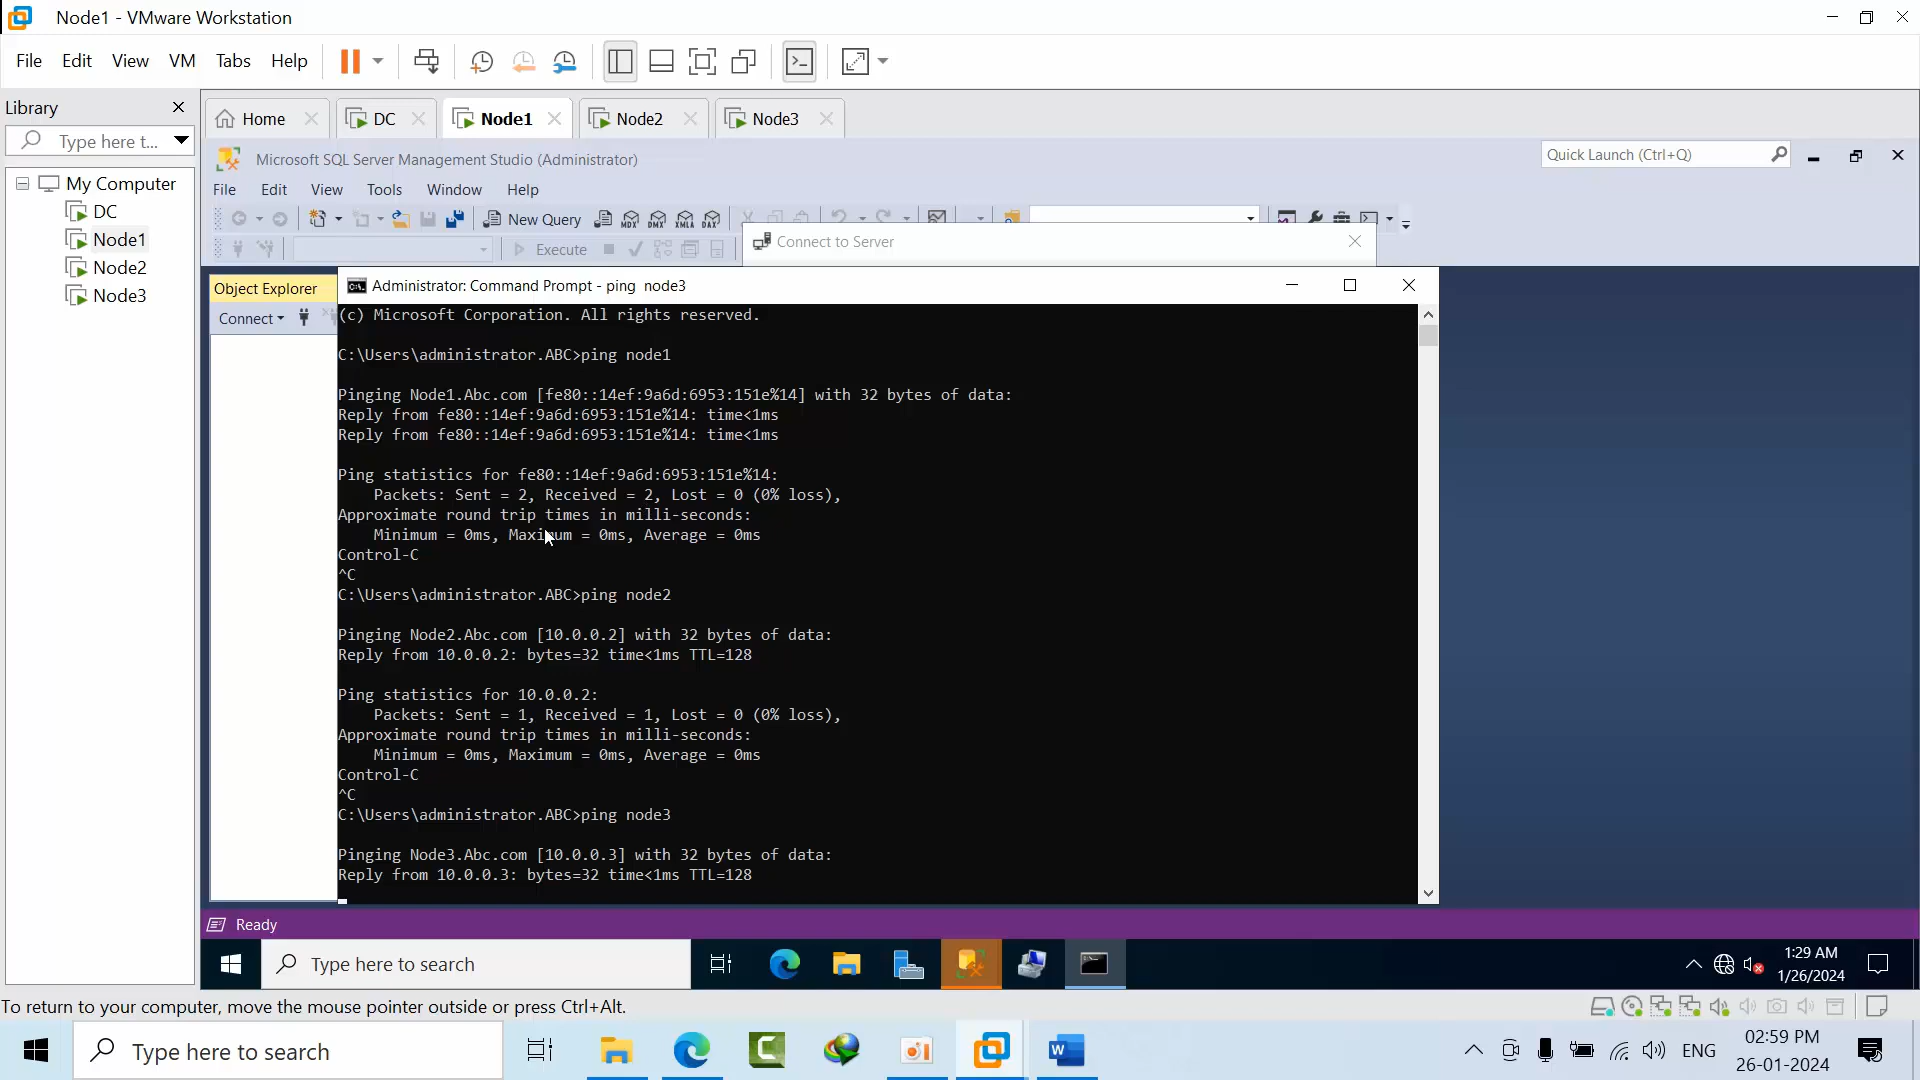 Node1 - VMware Workstation
File Edit View VM Tabs Help
Library
Type here t...
My Computer
DC
Node1
Node2
Node3
Home
DC
Node1
Node2
Node3
Microsoft SQL Server Management Studio (Administrator)
Quick Launch (Ctrl+Q)
File Edit View Tools Window Help
New Query
MDX DMX XMLA DAX
Execute
Connect to Server
Object Explorer
Connect
Administrator: Command Prompt - ping node3
(c) Microsoft Corporation. All rights reserved.
C:\Users\administrator.ABC>ping node1
Pinging Node1.Abc.com [fe80::14ef:9a6d:6953:151e%14] with 32 bytes of data:
Reply from fe80::14ef:9a6d:6953:151e%14: time<1ms
Reply from fe80::14ef:9a6d:6953:151e%14: time<1ms
Ping statistics for fe80::14ef:9a6d:6953:151e%14:
Packets: Sent = 2, Received = 2, Lost = 0 (0% loss),
Approximate round trip times in milli-seconds:
Minimum = 0ms, Maximum = 0ms, Average = 0ms
Control-C
^C
C:\Users\administrator.ABC>ping node2
Pinging Node2.Abc.com [10.0.0.2] with 32 bytes of data:
Reply from 10.0.0.2: bytes=32 time<1ms TTL=128
Ping statistics for 10.0.0.2:
Packets: Sent = 1, Received = 1, Lost = 0 (0% loss),
Approximate round trip times in milli-seconds:
Minimum = 0ms, Maximum = 0ms, Average = 0ms
Control-C
^C
C:\Users\administrator.ABC>ping node3
Pinging Node3.Abc.com [10.0.0.3] with 32 bytes of data:
Reply from 10.0.0.3: bytes=32 time<1ms TTL=128
Ready
Type here to search
1:29 AM
1/26/2024
To return to your computer, move the mouse pointer outside or press Ctrl+Alt.
Type here to search
ENG
02:59 PM
26-01-2024